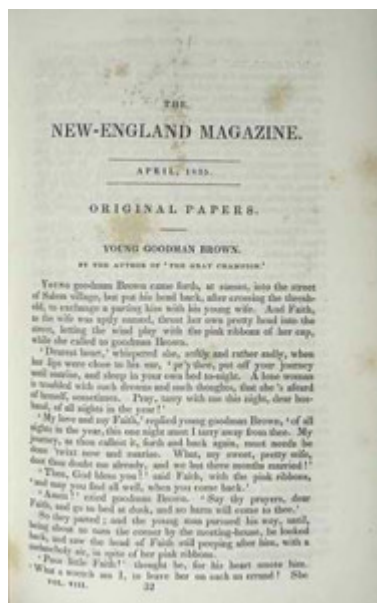 THE
NEW-ENGLAND MAGAZINE.
APRIL, 1835.
ORIGINAL PAPERS.
YOUNG GOODMAN BROWN.
BY THE AUTHOR OF 'THE GRAY CHAMPION.'
YOUNG goodman Brown came forth, at sunset, into the street
of Salem village, but put his head back, after crossing the thresh-
old, to exchange a parting kiss with his young wife. And Faith,
as the wife was aptly named, thrust her own pretty head into the
street, letting the wind play with the pink ribbons of her cap,
while she called to goodman Brown.
'Dearest heart,' whispered she, softly and rather sadly, when
her lips were close to his ear, 'pr'y thee, put off your journey
until sunrise, and sleep in your own bed to-night. A lone woman
is troubled with such dreams and such thoughts, that she's afeard
of herself, sometimes. Pray, tarry with me this night, dear hus-
band, of all nights in the year!'
'My love and my Faith,' replied young goodman Brown, 'of all
nights in the year, this one night must I tarry away from thee. My
journey, as thou callest it, forth and back again, must needs be
done 'twixt now and sunrise. What, my sweet, pretty wife,
dost thou doubt me already, and we but three months married!'
'Then, God bless you!' said Faith, with the pink ribbons,
'and may you find all well, when you come back.'
'Amen!' cried goodman Brown. 'Say thy prayers, dear
Faith, and go to bed at dusk, and no harm will come to thee.'
So they parted; and the young man pursued his way, until,
being about to turn the corner by the meeting-house, he looked
back, and saw the head of Faith still peeping after him, with a
melancholy air, in spite of her pink ribbons.
'Poor little Faith!' thought he, for his heart smote him.
'What a wretch am I, to leave her on such an errand! She
VOL. VIII. 32